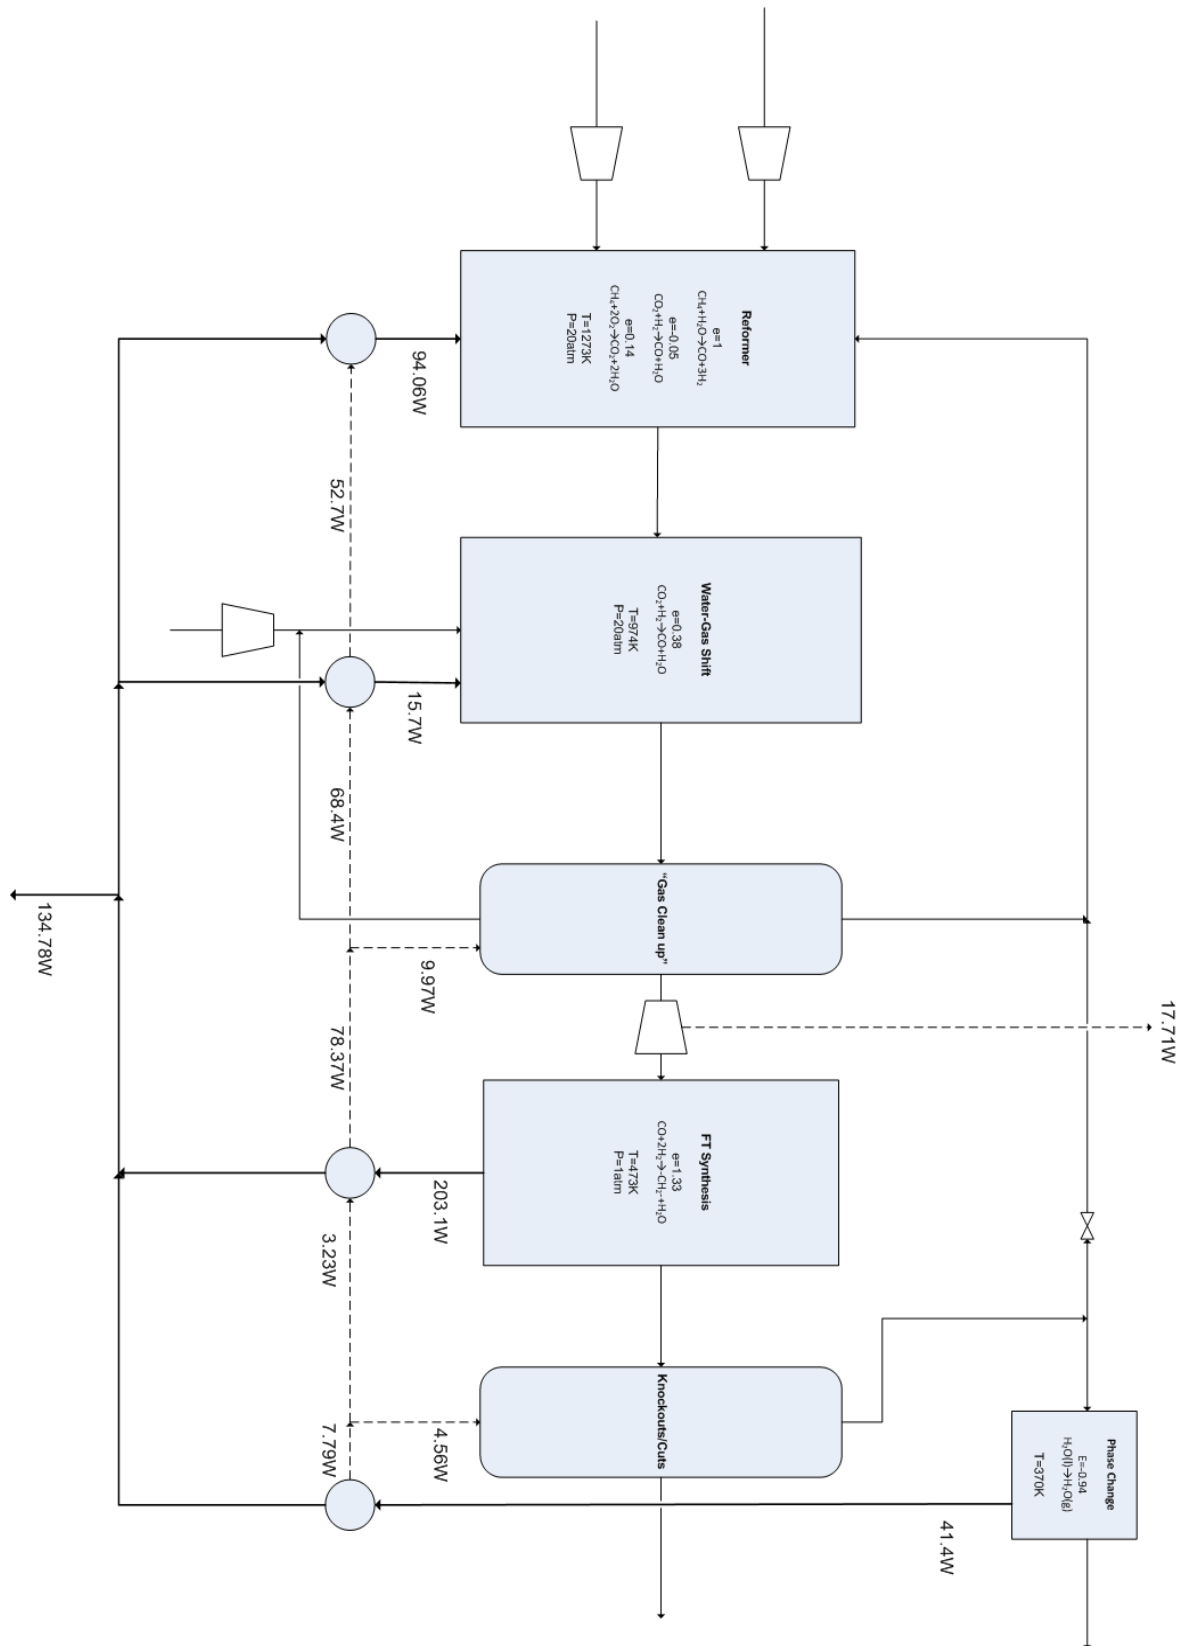 Reformer
e=1
CH₄+H₂O→CO+3H₂
e=-0.05
CO₂+H₂→CO+H₂O
e=0.14
CH₄+2O₂→CO₂+2H₂O
T=1273K
P=20atm
94.06W
52.7W
Water-Gas Shift
e=0.38
CO₂+H₂→CO+H₂O
T=974K
P=20atm
15.7W
68.4W
"Gas Clean up"
9.97W
134.78W
17.71W
78.37W
FT Synthesis
e=1.33
CO+2H₂→-CH₂-+H₂O
T=473K
P=1atm
203.1W
3.23W
Knockouts/Cuts
4.56W
7.79W
Phase Change
E=-0.94
H₂O(l)→H₂O(g)
T=370K
41.4W